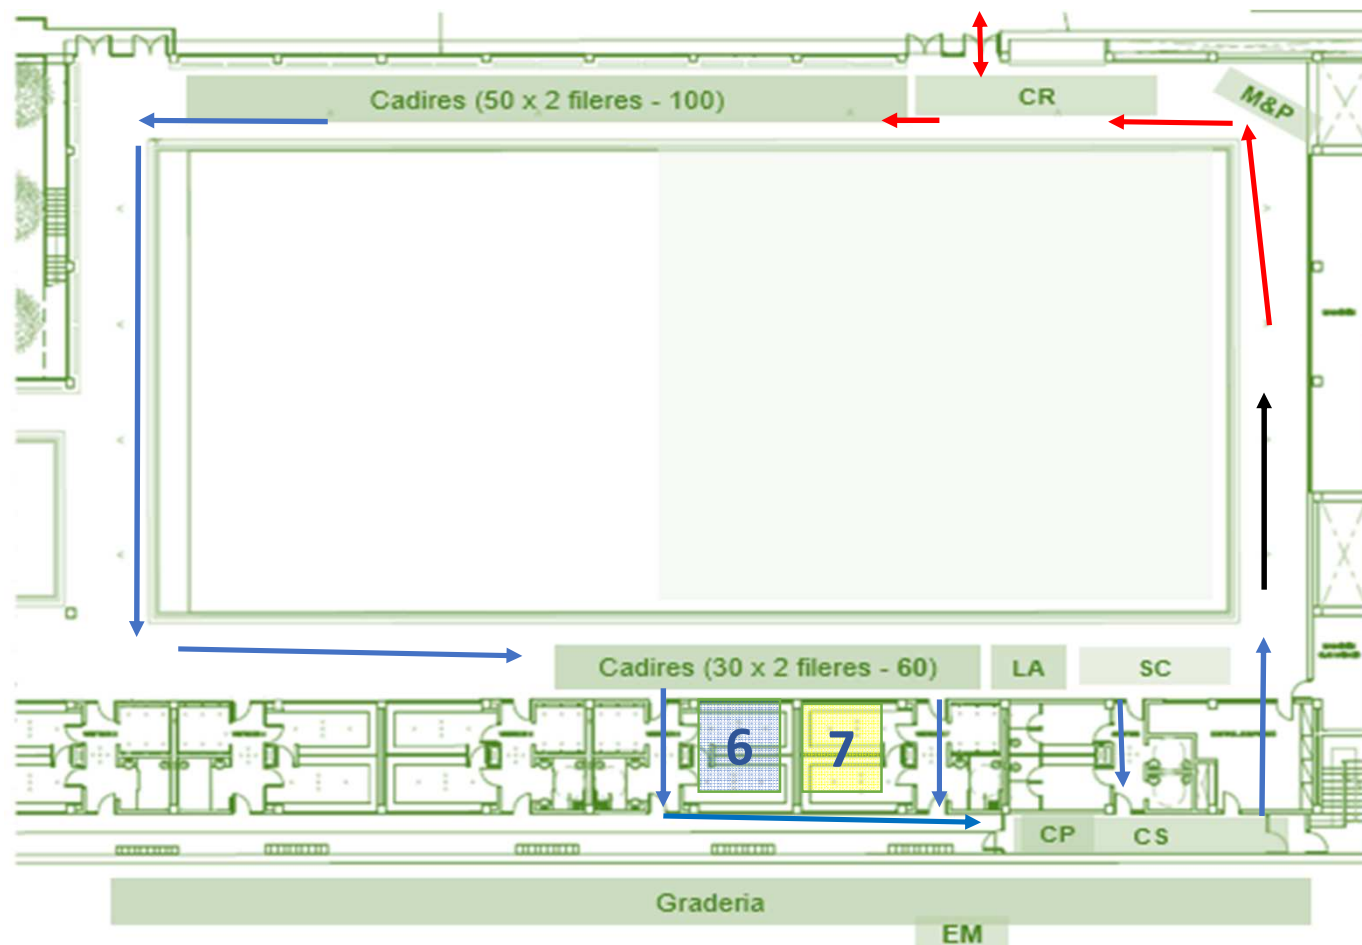 Cadires (50 x 2 fileres - 100)
CR
M&P
Cadires (30 x 2 fileres - 60)
LA
SC
6
7
CP
CS
Graderia
EM